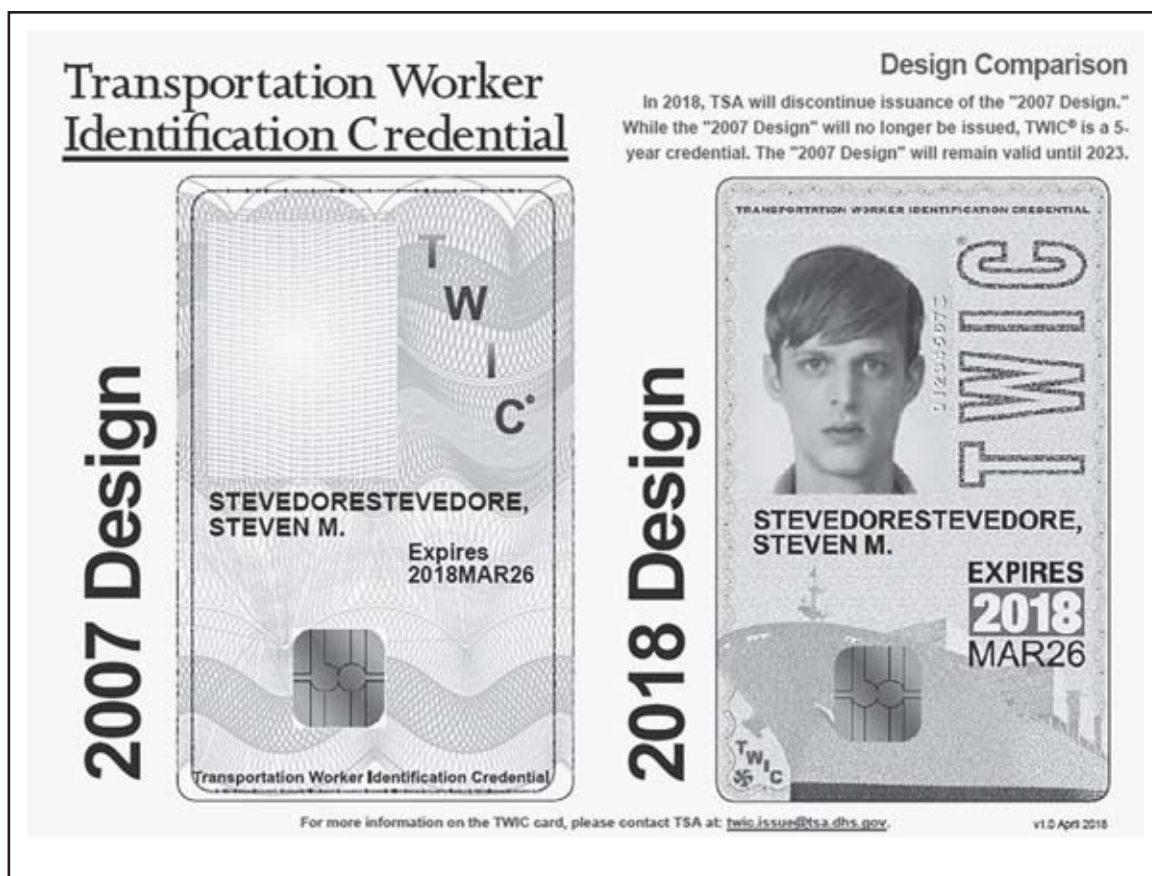 Transportation Worker
Identification Credential
Design Comparison
In 2018, TSA will discontinue issuance of the "2007 Design."
While the "2007 Design" will no longer be issued, TWIC® is a 5-
year credential. The "2007 Design" will remain valid until 2023.
2007 Design
T
W
I
C®
STEVEDORESTEVEDORE,
STEVEN M.
Expires
2018MAR26
Transportation Worker Identification Credential
2018 Design
TRANSPORTATION WORKER IDENTIFICATION CREDENTIAL
TWIC®
STEVEDORESTEVEDORE,
STEVEN M.
EXPIRES
2018
MAR26
TWIC
For more information on the TWIC card, please contact TSA at: twic.issue@tsa.dhs.gov.
v1.0 April 2018